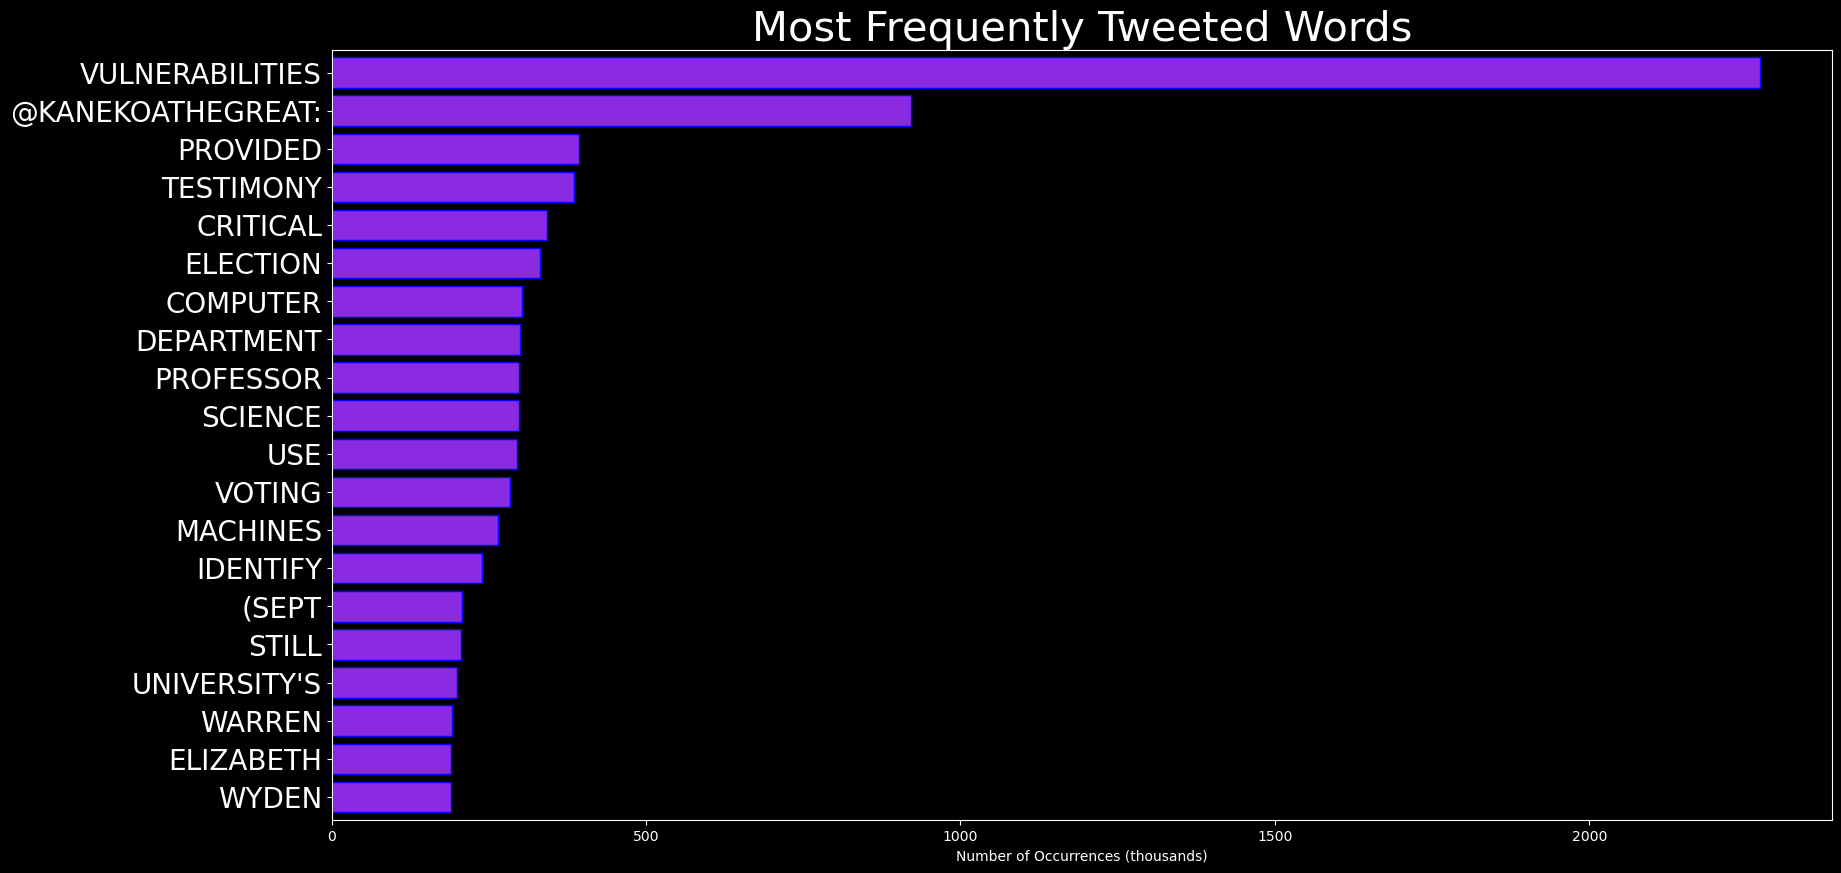 Most Frequently Tweeted Words
VULNERABILITIES
@KANEKOATHEGREAT:
PROVIDED
TESTIMONY
CRITICAL
ELECTION
COMPUTER
DEPARTMENT
PROFESSOR
SCIENCE
USE
VOTING
MACHINES
IDENTIFY
(SEPT
STILL
UNIVERSITY'S
WARREN
ELIZABETH
WYDEN
0 500 1000 1500 2000
Number of Occurrences (thousands)